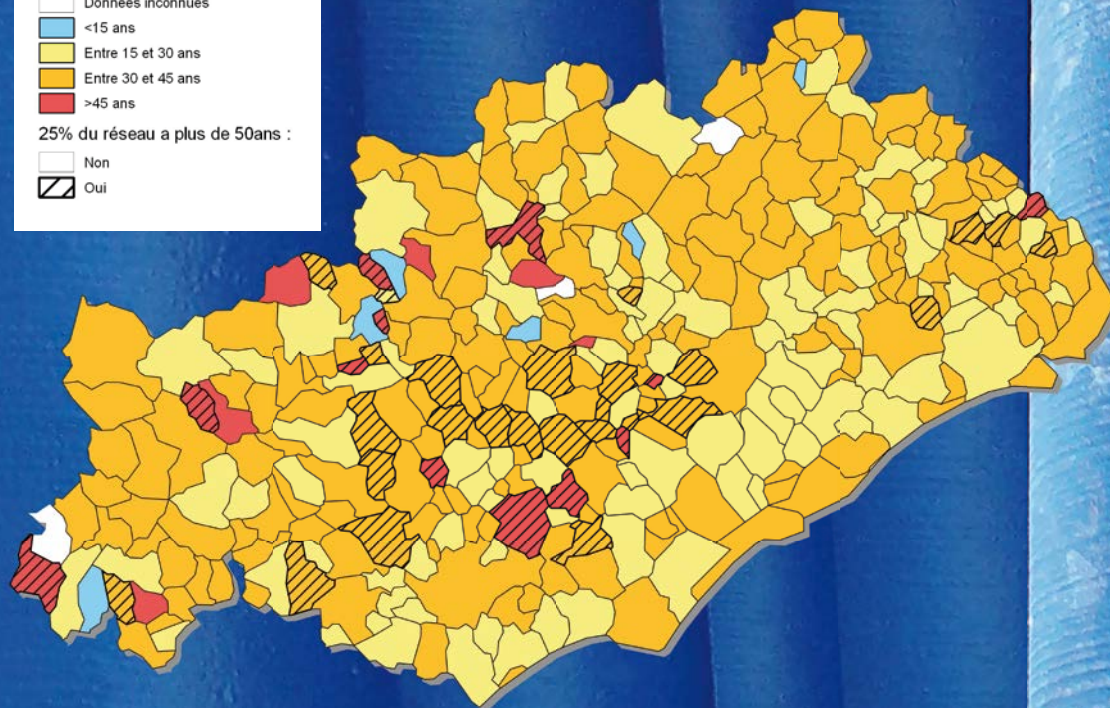 Données inconnues
<15 ans
Entre 15 et 30 ans
Entre 30 et 45 ans
>45 ans
25% du réseau a plus de 50ans :
Non
Oui